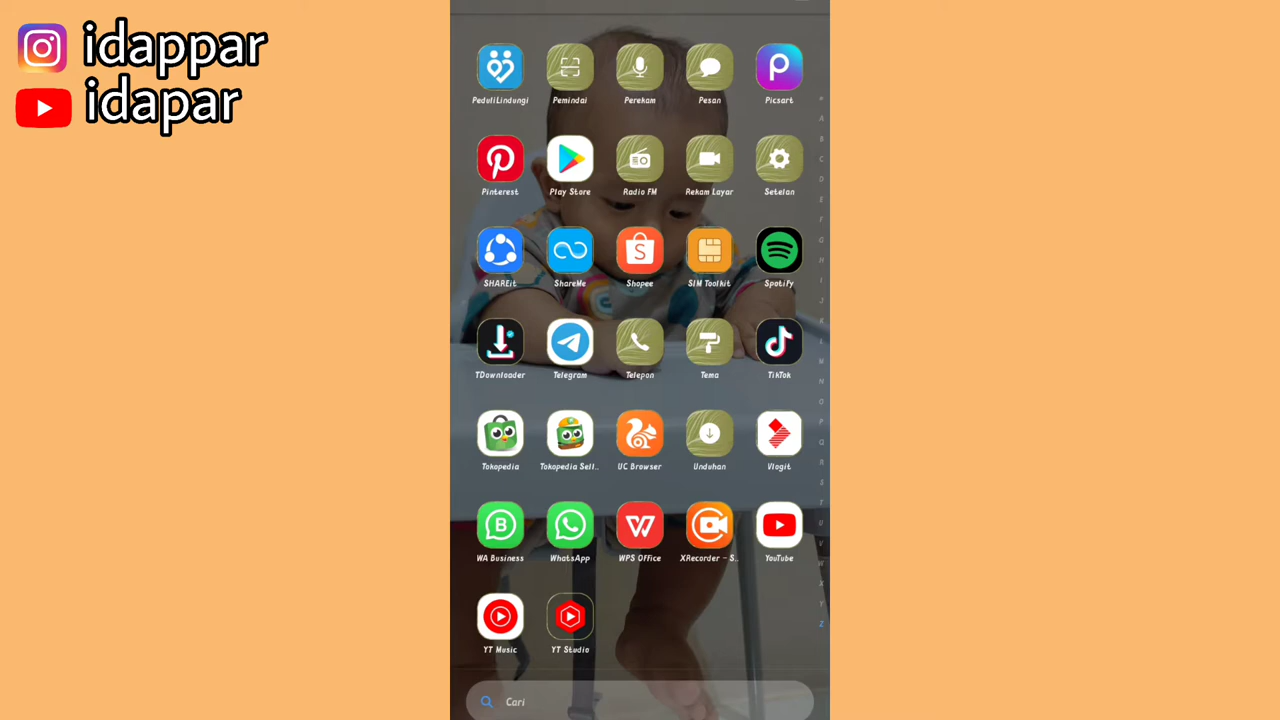 idappar
idapar
PeduliLindungi Pemindai Perekam Pesan Picsart
Pinterest Play Store Radio FM Rekam Layar Setelan
SHAREit ShareMe Shopee SIM Toolkit Spotify
TDownloader Telegram Telepon Tema TikTok
Tokopedia Tokopedia Sell.. UC Browser Unduhan Vlogit
WA Business WhatsApp WPS Office XRecorder - S.. YouTube
YT Music YT Studio
Cari